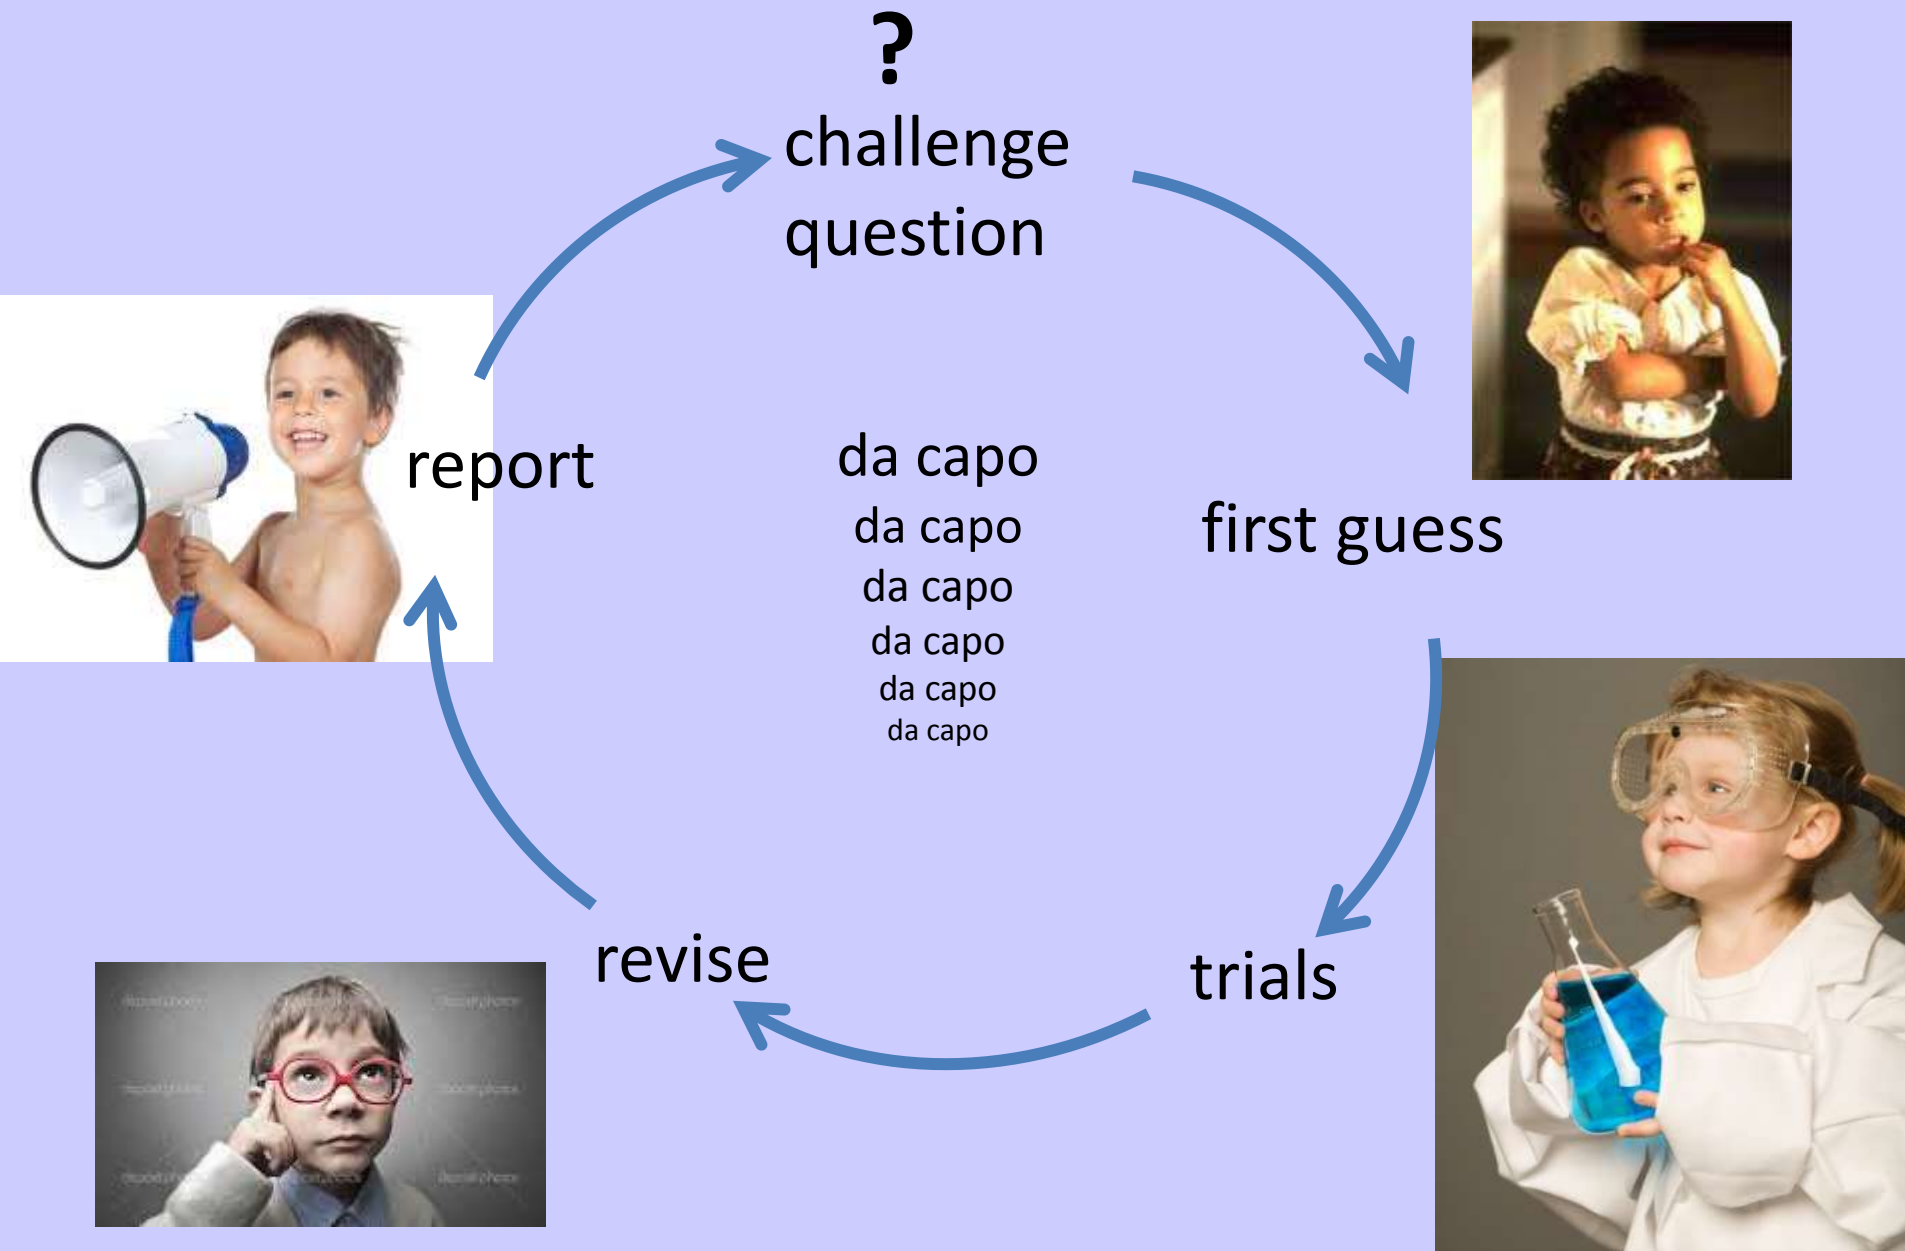 ?
challenge
question
report
da capo
da capo
da capo
da capo
da capo
da capo
first guess
revise
trials